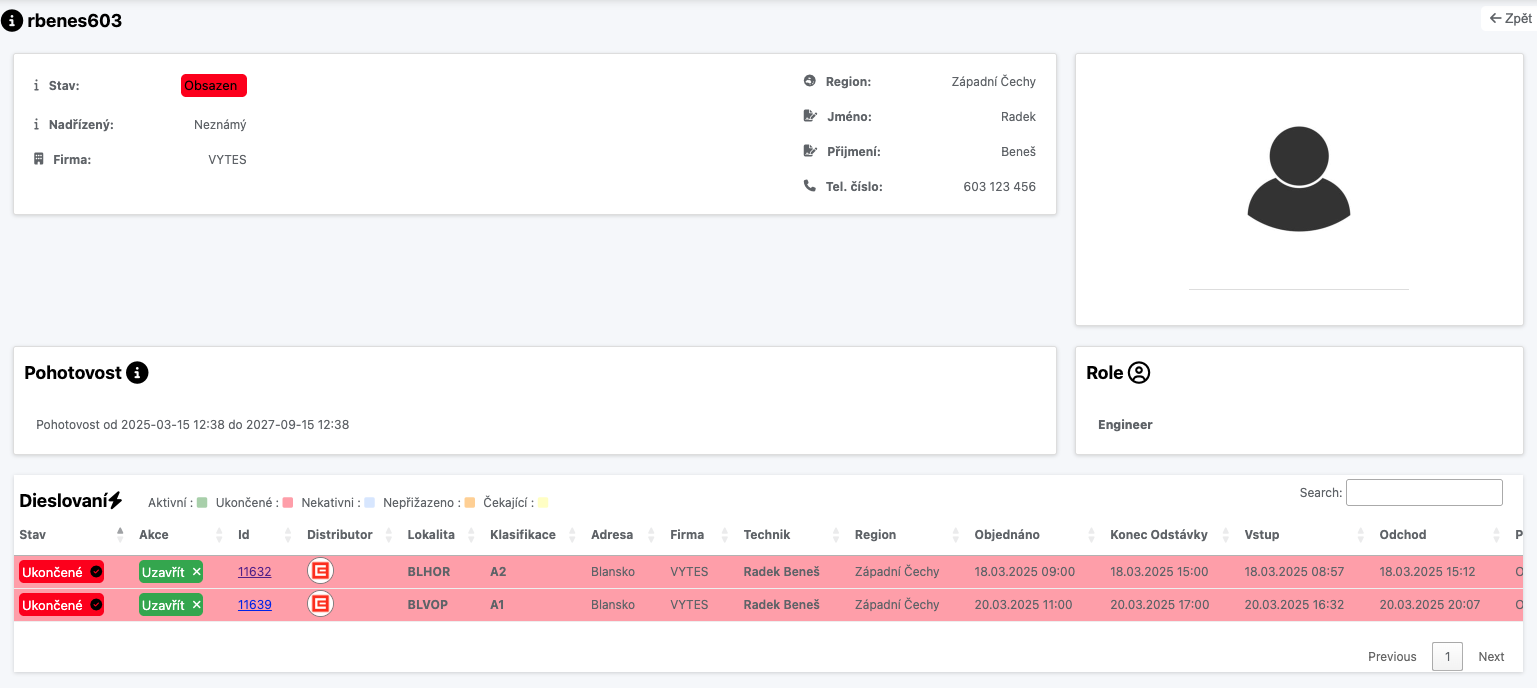 rbenes603
Zpět
Stav: Obsazen
Nadřízený: Neznámý
Firma: VYTES
Region: Západní Čechy
Jméno: Radek
Přijmení: Beneš
Tel. číslo: 603 123 456
Pohotovost
Pohotovost od 2025-03-15 12:38 do 2027-09-15 12:38
Role
Engineer
Dieslovaní Aktivní : Ukončené : Nekativni : Nepřižazeno : Čekající : Search:
Stav Akce Id Distributor Lokalita Klasifikace Adresa Firma Technik Region Objednáno Konec Odstávky Vstup Odchod P
Ukončené Uzavřít 11632 BLHOR A2 Blansko VYTES Radek Beneš Západní Čechy 18.03.2025 09:00 18.03.2025 15:00 18.03.2025 08:57 18.03.2025 15:12
Ukončené Uzavřít 11639 BLVOP A1 Blansko VYTES Radek Beneš Západní Čechy 20.03.2025 11:00 20.03.2025 17:00 20.03.2025 16:32 20.03.2025 20:07
Previous 1 Next